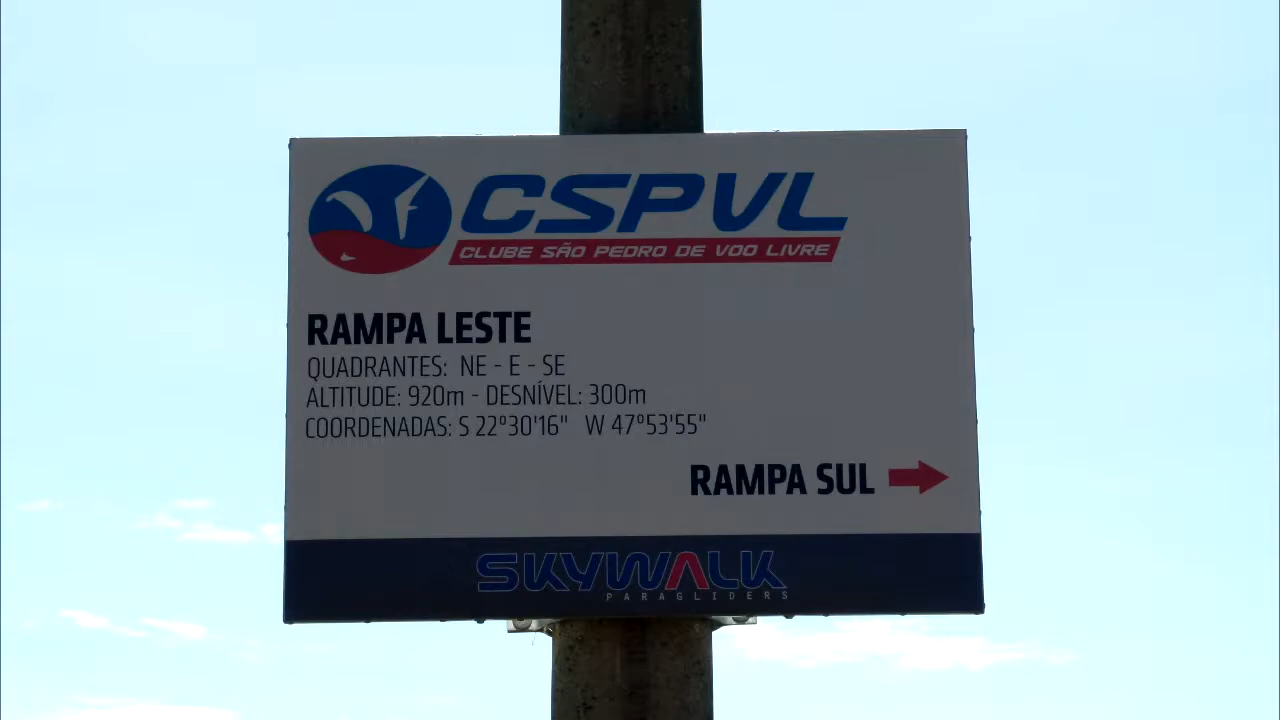 CSPVL
CLUBE SÃO PEDRO DE VOO LIVRE
RAMPA LESTE
QUADRANTES: NE - E - SE
ALTITUDE: 920m - DESNÍVEL: 300m
COORDENADAS: S 22º30'16" W 47º53'55"
RAMPA SUL
SKYWALK
PARAGLIDERS